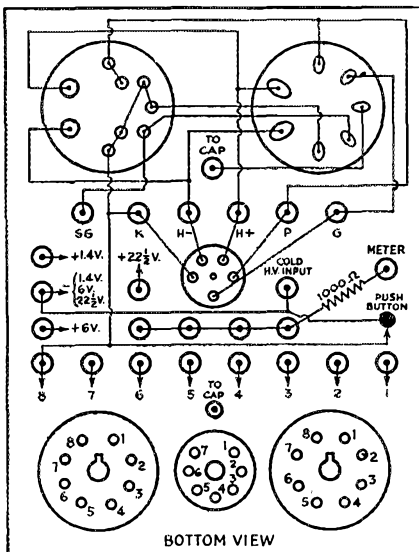 TO
CAP
SG K H- H+ P G
+1.4V. +22½V. COLD
H.V. INPUT METER
- { 1.4V.
6V.
22½V. 1000Ω PUSH
BUTTON
+6V.
8 7 6 5 4 3 2 1
TO
CAP
8 1 7 1 8 1
7 2 6 2 7 2
6 3 5 3 6 3
5 4 4 5 4
BOTTOM VIEW